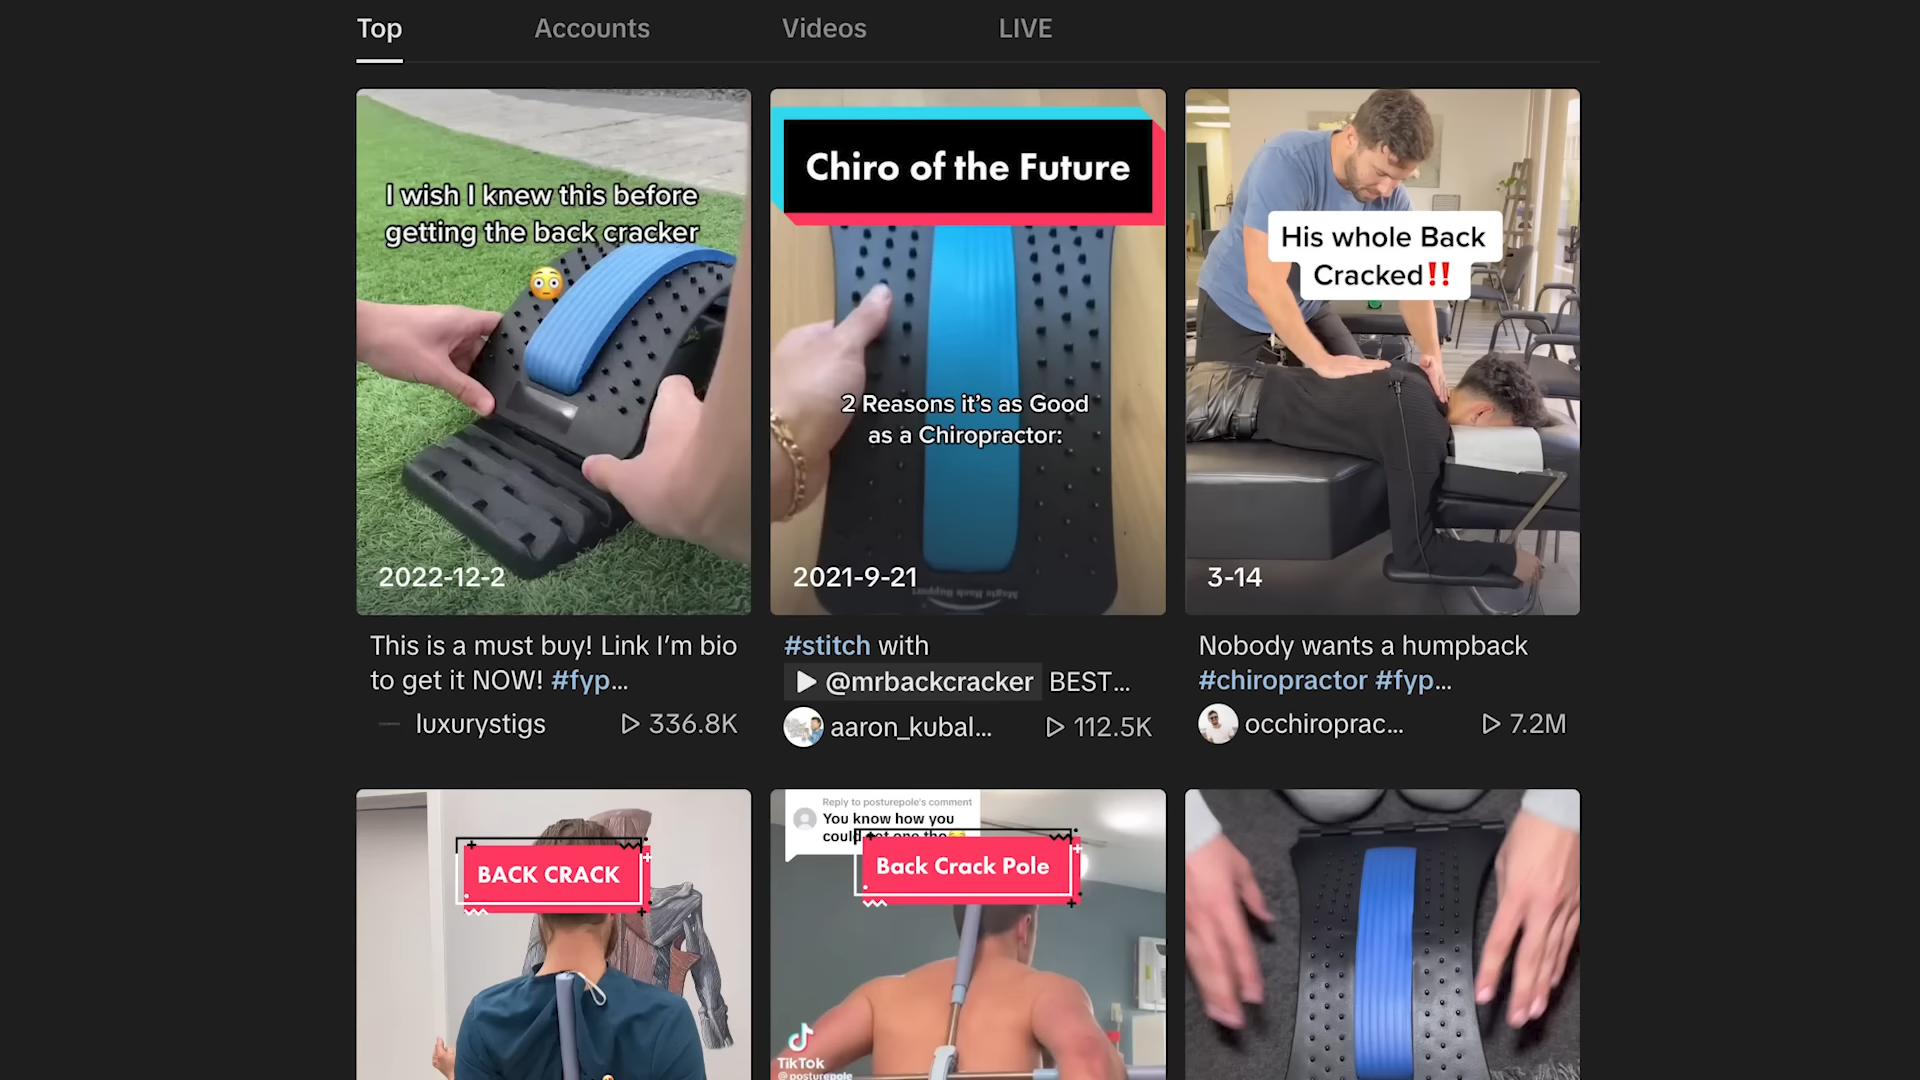 Top
Accounts
Videos
LIVE
I wish I knew this before
getting the back cracker
2022-12-2
This is a must buy! Link I’m bio
to get it NOW! #fyp...
luxurystigs
336.8K
Chiro of the Future
2 Reasons it's as Good
as a Chiropractor:
Magic Back Support
2021-9-21
#stitch with
@mrbackcracker BEST...
aaron_kubal...
112.5K
His whole Back
Cracked‼️
3-14
Nobody wants a humpback
#chiropractor #fyp...
occhiroprac...
7.2M
BACK CRACK
Reply to posturepole's comment
You know how you
could get one tho
Back Crack Pole
TikTok
@posturepole